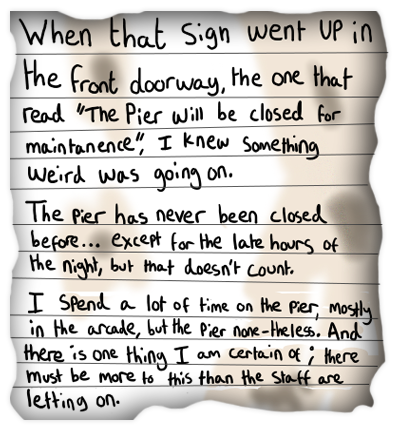 When that Sign went UP in
the front doorway, the one that
read "The Pier will be closed for
maintanence", I knew Something
weird was going on.
The Pier has never been closed
before... except for the late hours of
the night, but that doesn't count.
I Spend a lot of time on the Pier, mostly
in the arcade, but the Pier none-theless. And
there is one thing I am certain of ; there
must be more to this than the Staff are
letting on.